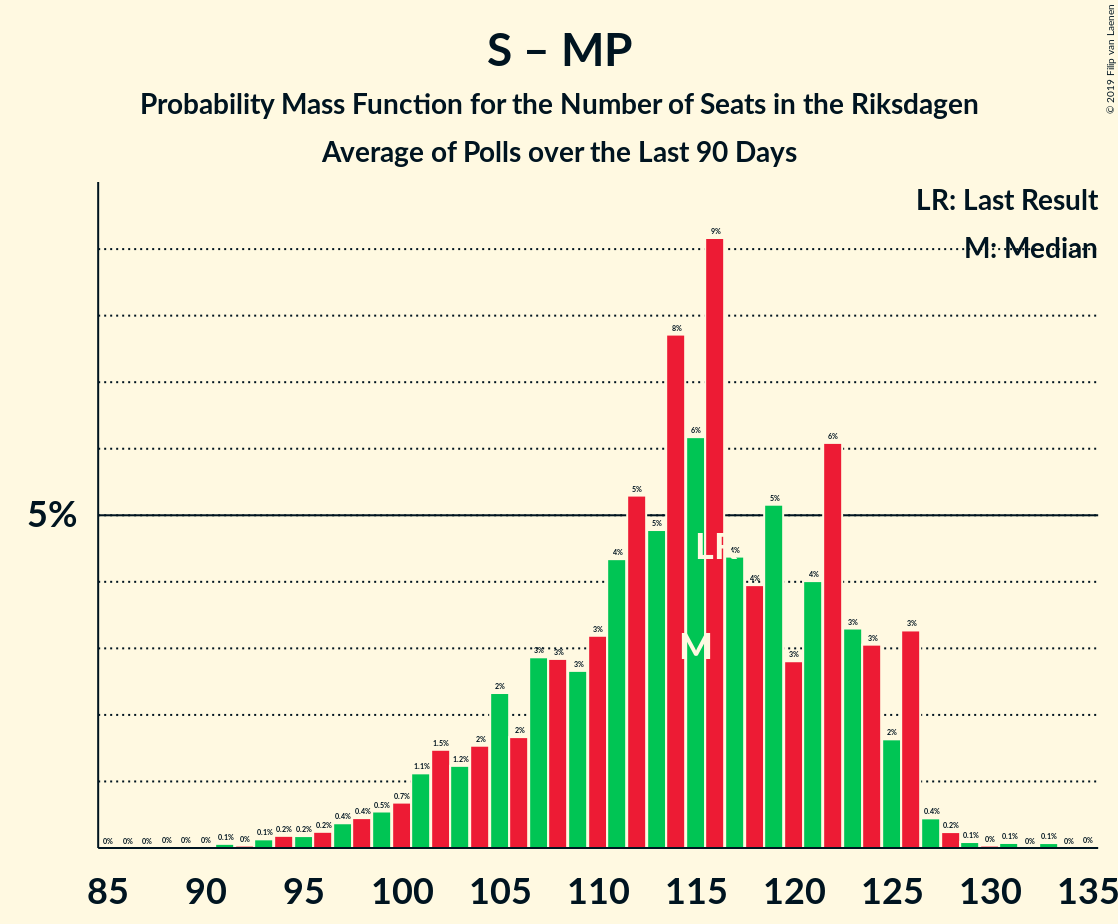 S – MP
Probability Mass Function for the Number of Seats in the Riksdagen
Average of Polls over the Last 90 Days
© 2019 Filip van Laenen
LR: Last Result
M: Median
5%
0% 0% 0% 0% 0% 0% 0.1% 0% 0.1% 0.2% 0.2% 0.2% 0.4% 0.4% 0.5% 0.7% 1.1% 1.5% 1.2% 2% 2% 2% 3% 3% 3% 3% 4% 5% 5% 8% 6% 9% 4% 4% 5% 3% 4% 6% 3% 3% 2% 3% 0.4% 0.2% 0.1% 0% 0.1% 0% 0.1% 0% 0%
LR
M
85 90 95 100 105 110 115 120 125 130 135